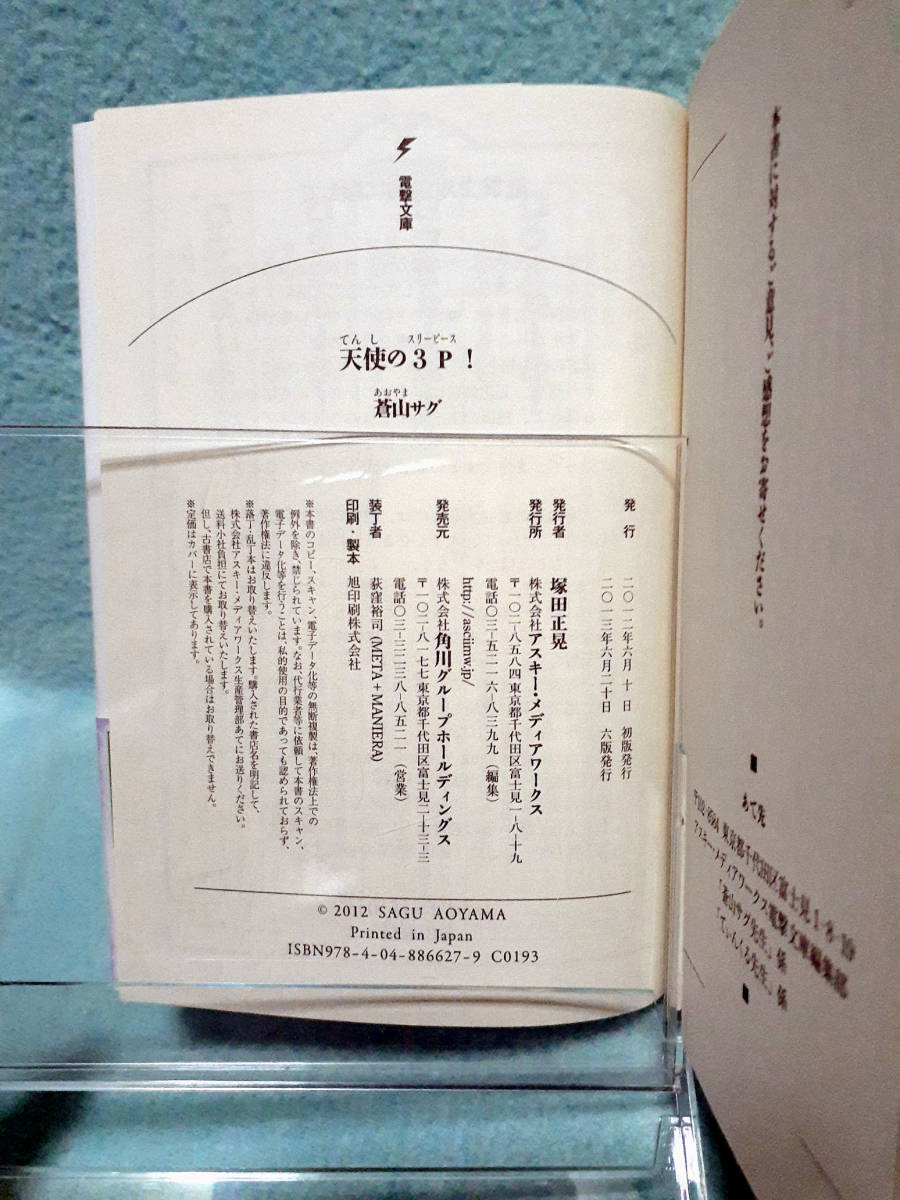 本書に対するご意見、ご感想をお寄せください。
■
あて先
〒102-8584 東京都千代田区富士見1-8-19
アスキー・メディアワークス電撃文庫編集部
「蒼山サグ先生」係
「てぃんくる先生」係
■
電撃文庫
てんし スリーピース
天使の3P！
あおやま
蒼山サグ
発行 二〇一二年六月十日 初版発行
二〇一三年六月二十日 六版発行
発行者 塚田正晃
発行所 株式会社アスキー・メディアワークス
〒一〇二-八五八四 東京都千代田区富士見一-八-十九
電話〇三-五二一六-八三九九（編集）
http://asciimw.jp/
発売元 株式会社角川グループホールディングス
〒一〇二-八一七七 東京都千代田区富士見二-十三-三
電話〇三-三二三八-八五二一（営業）
装丁者 荻窪裕司(META+MANIERA)
印刷・製本 旭印刷株式会社
※本書のコピー、スキャン、電子データ化等の無断複製は、著作権法上での
例外を除き、禁じられています。なお、代行業者等に依頼して本書のスキャン、
電子データ化等を行うことは、私的使用の目的であっても認められておらず、
著作権法に違反します。
※落丁・乱丁本はお取り替えいたします。購入された書店名を明記して、
株式会社アスキー・メディアワークス生産管理部あてにお送りください。
送料小社負担にてお取り替えいたします。
但し、古書店で本書を購入されている場合はお取り替えできません。
※定価はカバーに表示してあります。
© 2012 SAGU AOYAMA
Printed in Japan
ISBN978-4-04-886627-9 C0193